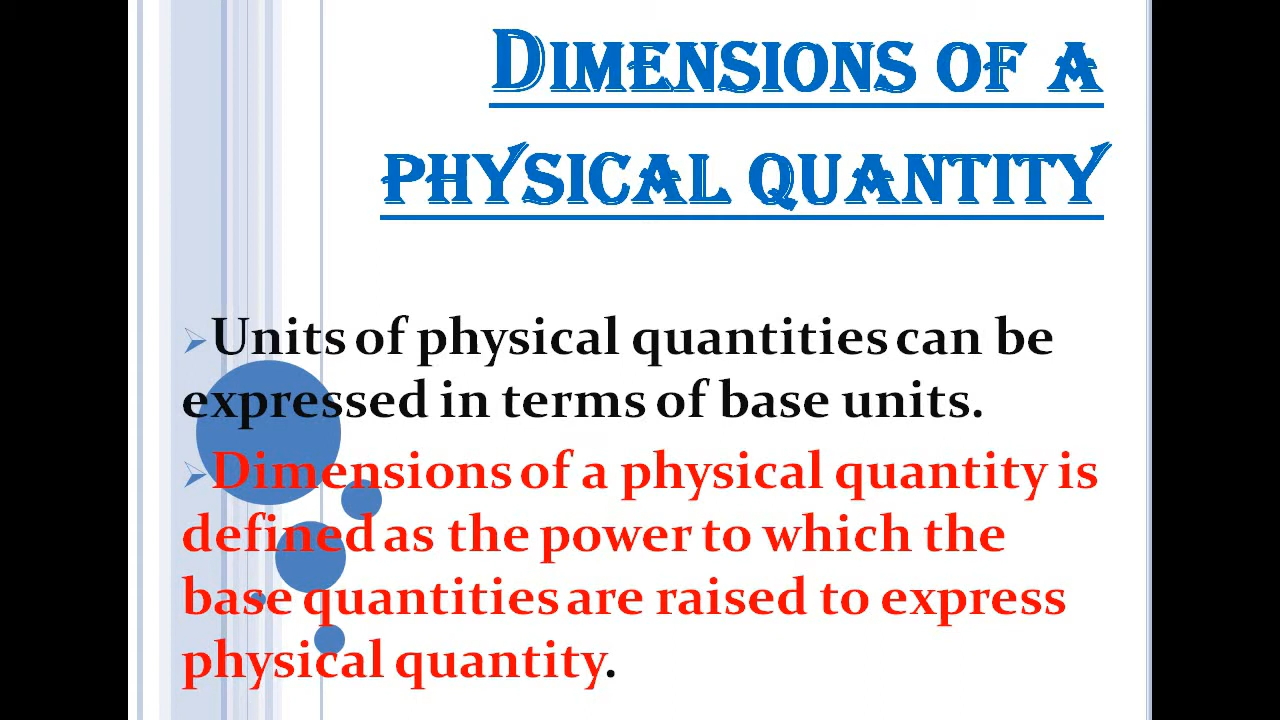 Dimensions of a
physical quantity
➢Units of physical quantities can be
expressed in terms of base units.
➢Dimensions of a physical quantity is
defined as the power to which the
base quantities are raised to express
physical quantity.